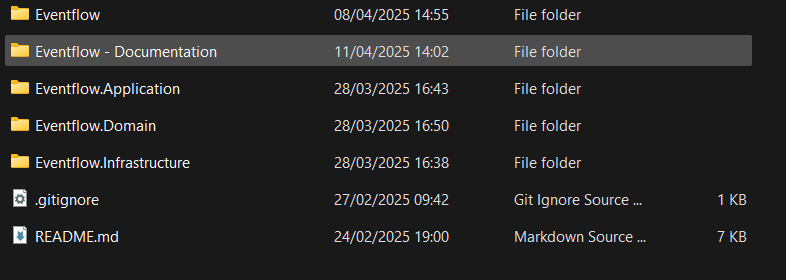 Eventflow 08/04/2025 14:55 File folder
Eventflow - Documentation 11/04/2025 14:02 File folder
Eventflow.Application 28/03/2025 16:43 File folder
Eventflow.Domain 28/03/2025 16:50 File folder
Eventflow.Infrastructure 28/03/2025 16:38 File folder
.gitignore 27/02/2025 09:42 Git Ignore Source ... 1 KB
README.md 24/02/2025 19:00 Markdown Source ... 7 KB